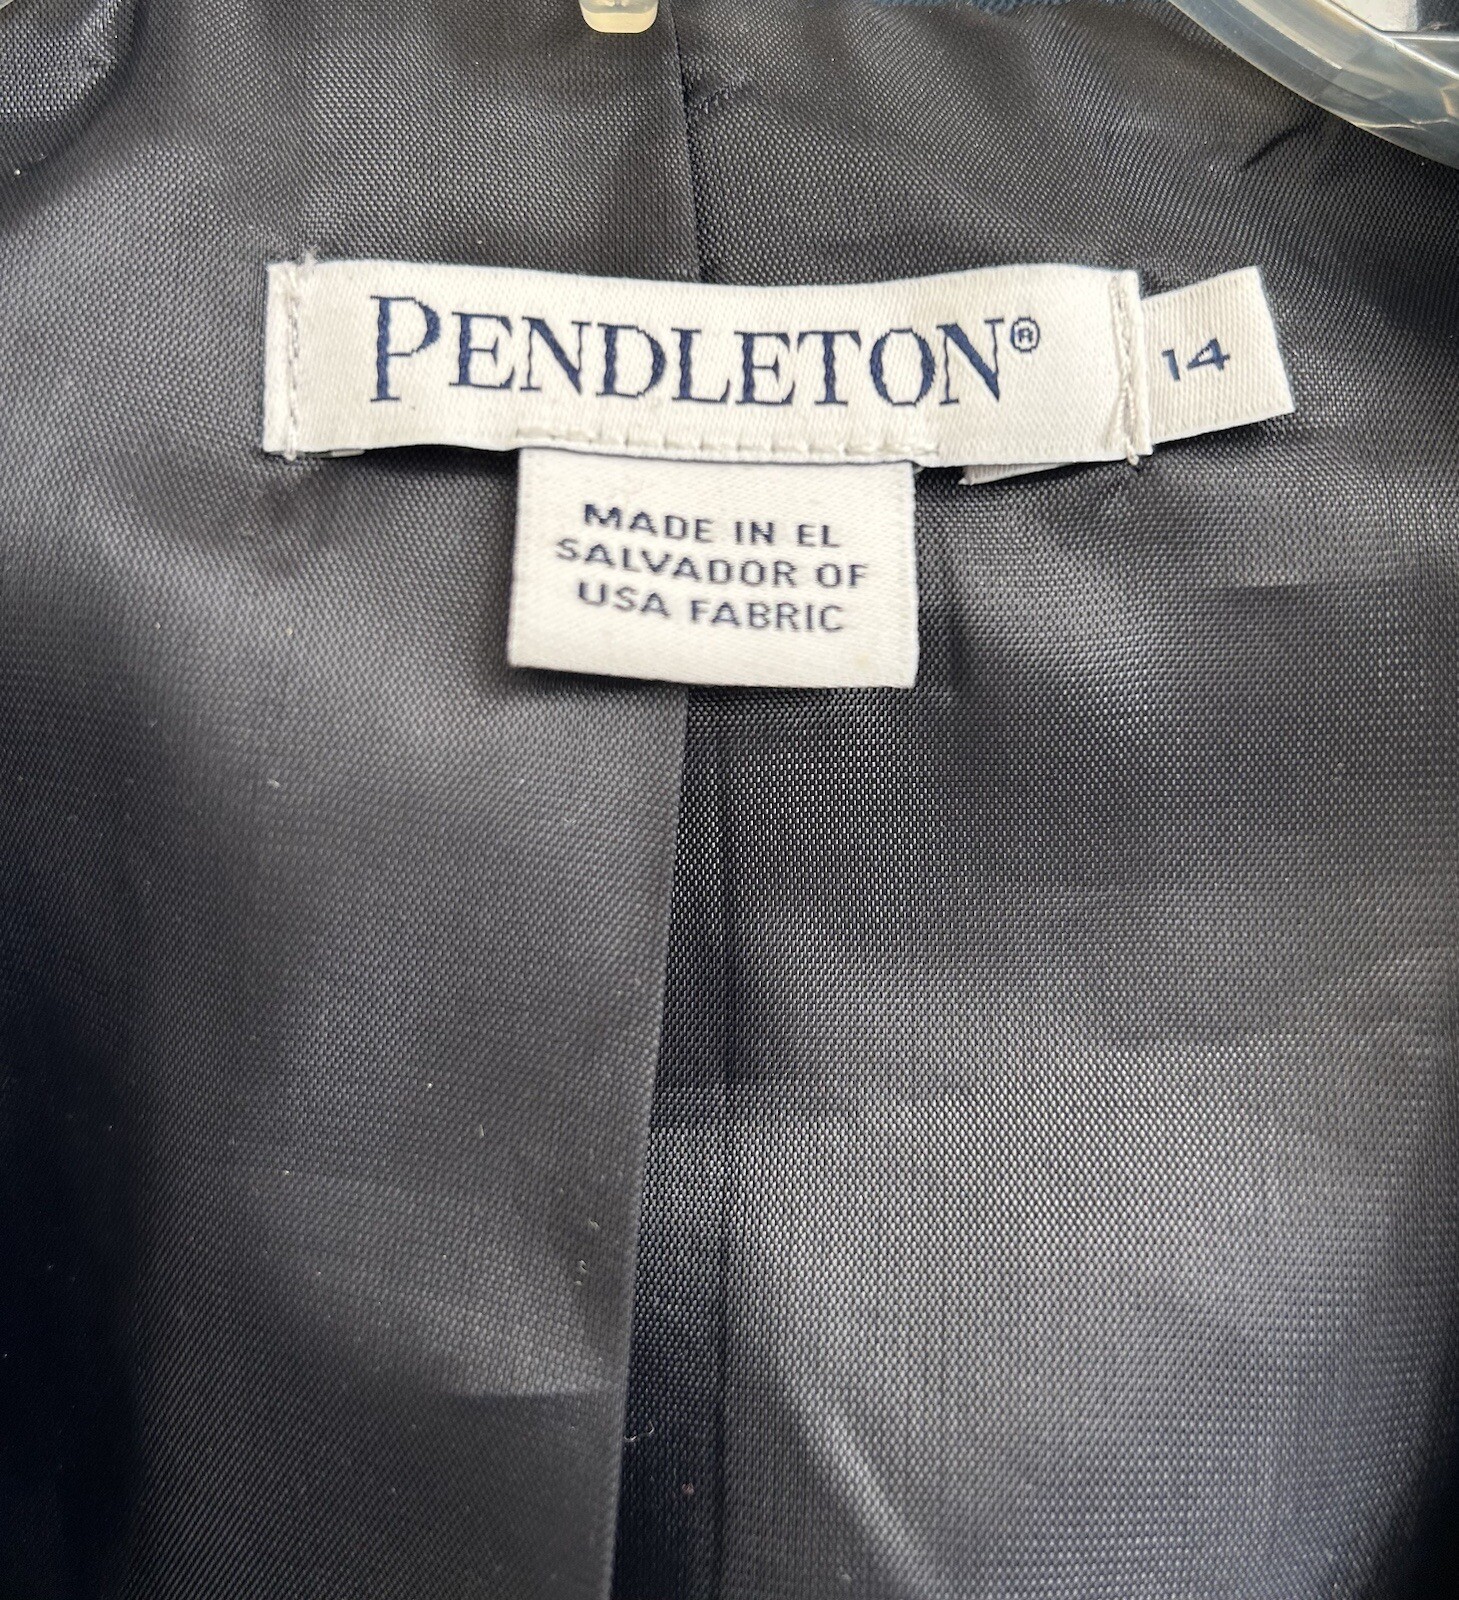 PENDLETON®
14
MADE IN EL
SALVADOR OF
USA FABRIC